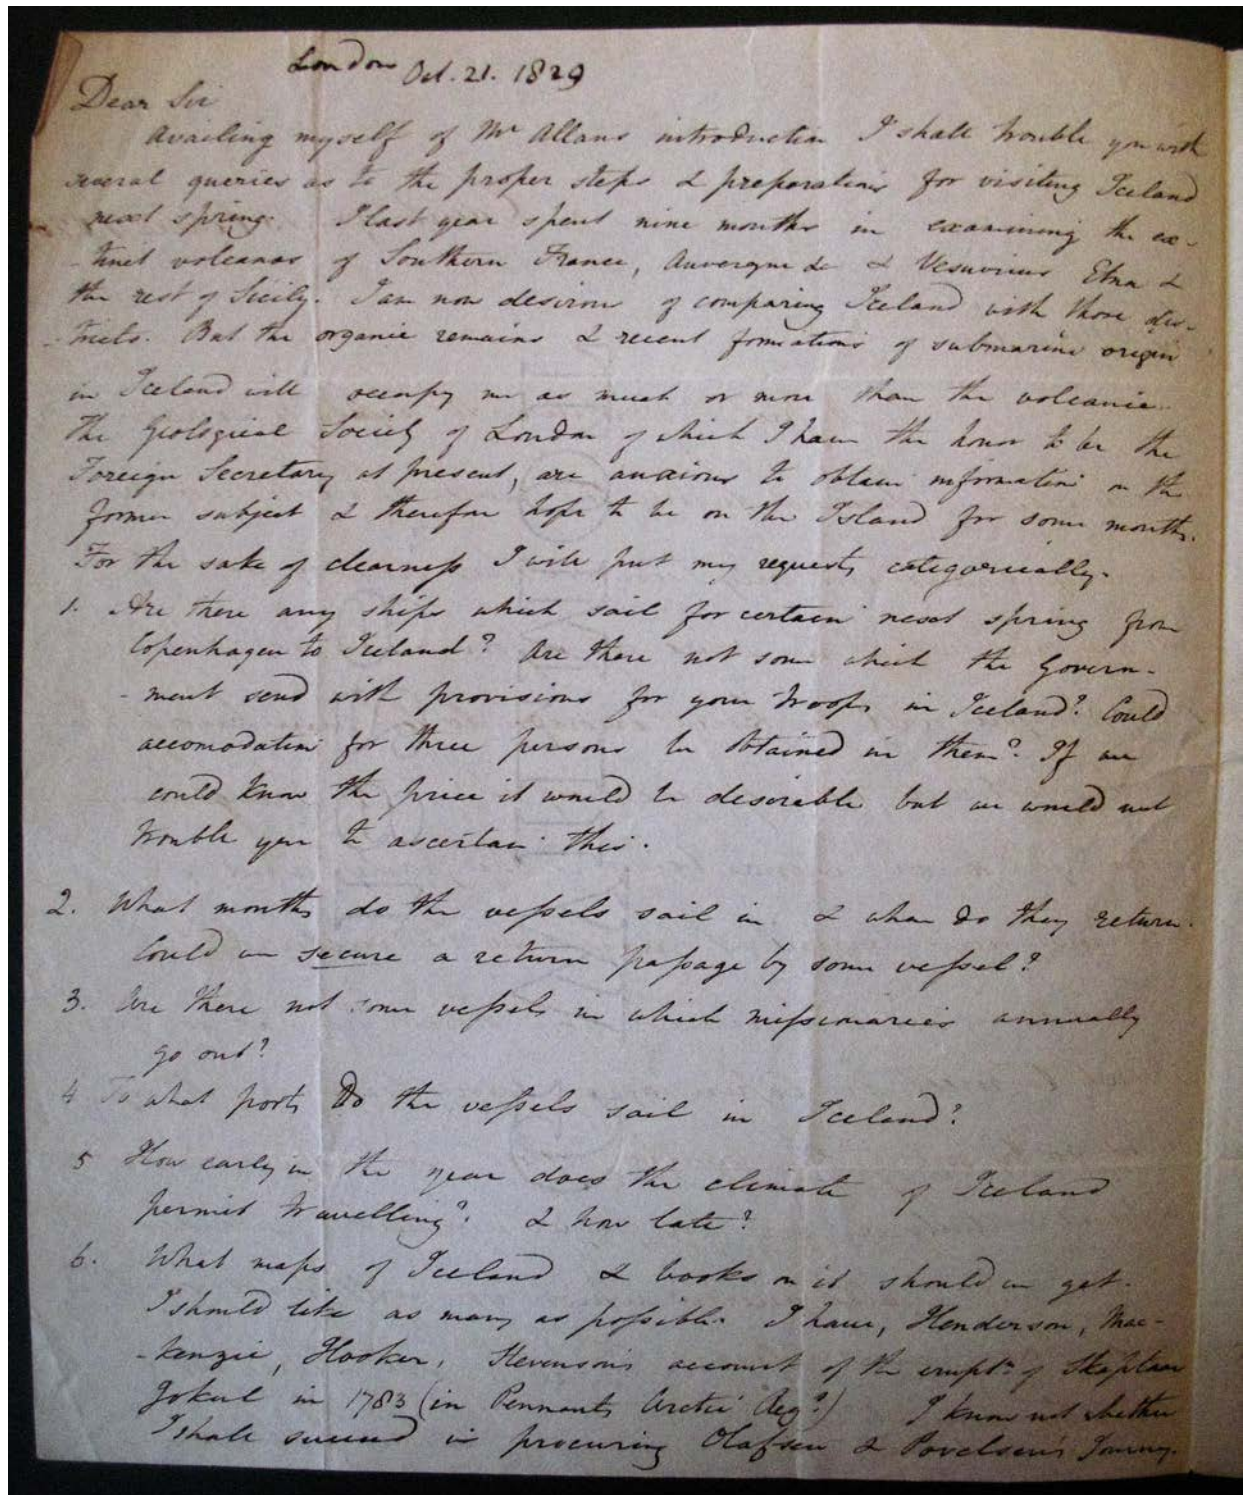 London Oct. 21. 1829
Dear Sir
Availing myself of Mr Allans introduction I shall trouble you with
several queries as to the proper steps & preparations for visiting Iceland
next spring. I last year spent nine months in examining the ex-
-tinct volcanos of Southern France, Auvergne &c & Vesuvius Etna &
the rest of Sicily. I am now desirous of comparing Iceland with those dis-
-tricts. But the organic remains & recent formations of submarine origin
in Iceland will occupy me as much or more than the volcanic.
The Geological Society of London of which I have the honor to be the
Foreign Secretary at present, are anxious to obtain information on the
former subject & therefore hope to be on the Island for some months.
For the sake of clearneſs I will put my requests categorically.
1. Are there any ships which sail for certain next spring from
Copenhagen to Iceland? Are there not some which the Govern-
-ment send with provisions for your troops in Iceland? Could
accomodation for three persons be obtained in them? If we
could know the price it would be desirable but we would not
trouble you to ascertain this.
2. What months do the veſsels sail in & when do they return.
Could we secure a return paſsage by some veſsel?
3. Are there not some veſsels in which miſsionaries annually
go out?
4 To what ports do the veſsels sail in Iceland?
5 How early in the year does the climate of Iceland
permit travelling? & how late?
6. What maps of Iceland & books on it should we get.
I should like as many as poſsible. I have, Henderson, Mac-
-kenzie, Hooker, Stevenson's account of the erupt.n of Skaptaar
Jokul in 1783 (in Pennants Arctic Reg.?) I know not whether
I shall succeed in procuring Olafsen & Povelsen's Journey.